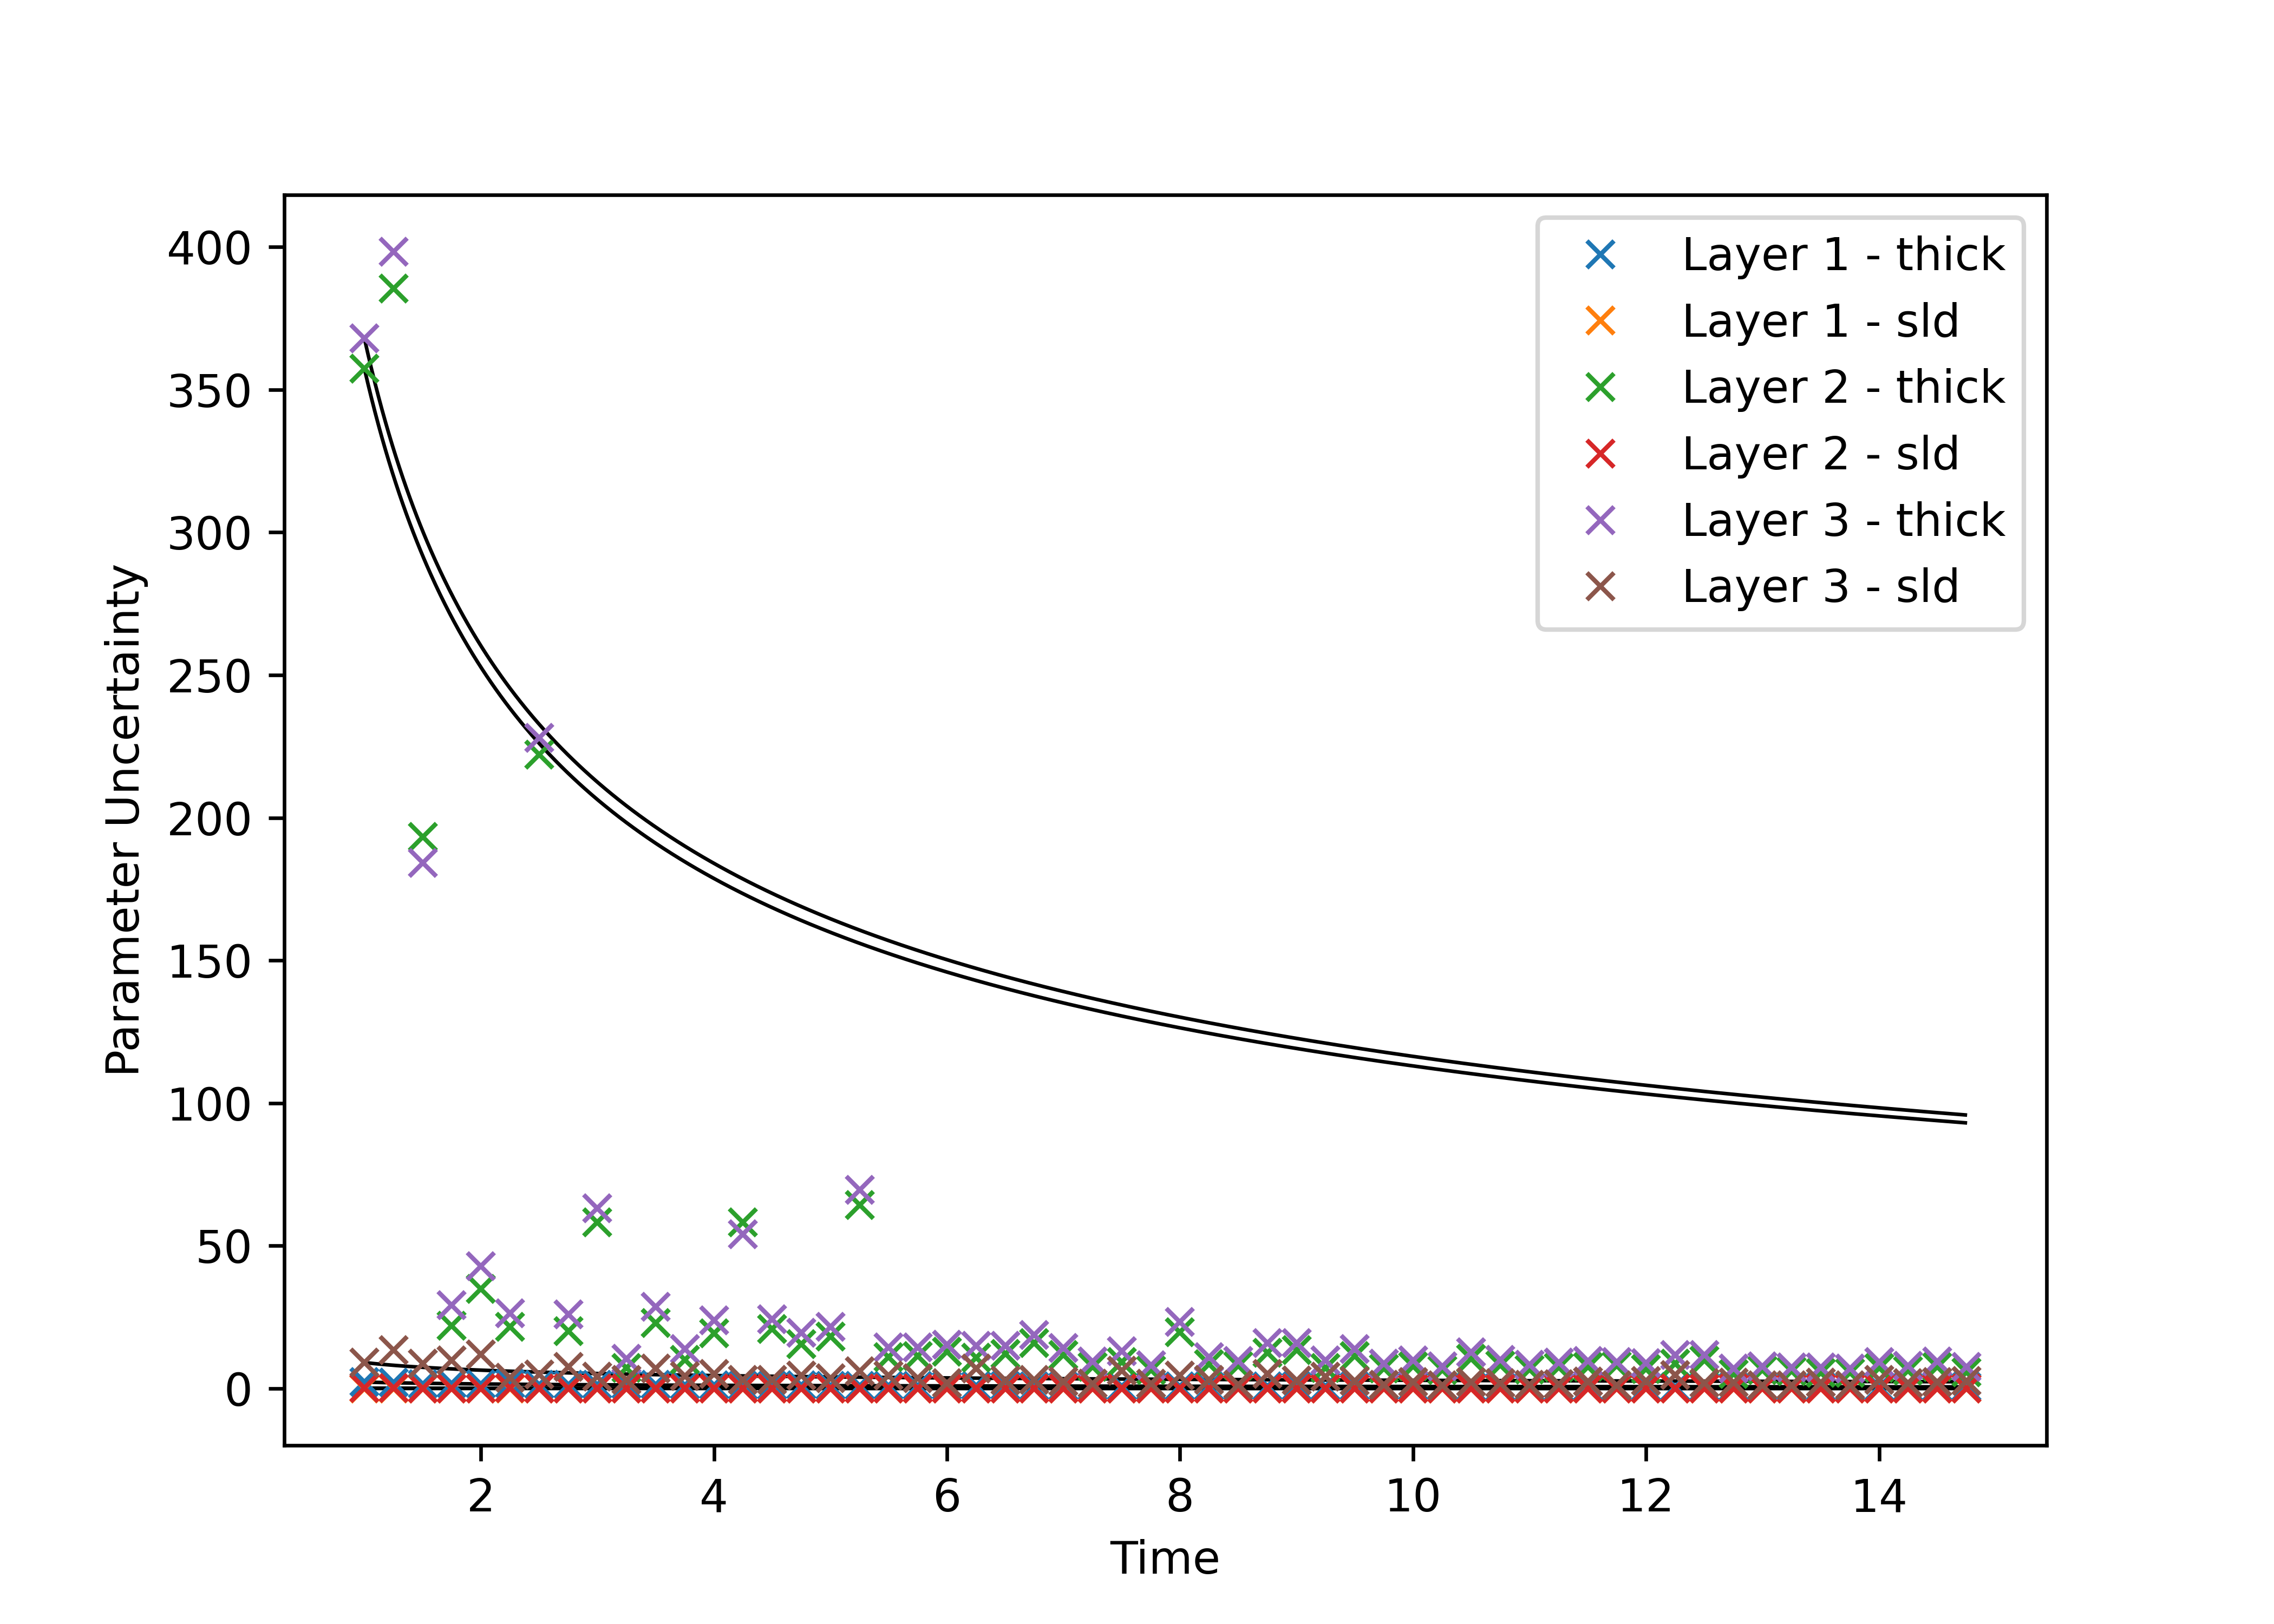 400
350
300
250
200
150
100
50
0
Parameter Uncertainty
Layer 1 - thick
Layer 1 - sld
Layer 2 - thick
Layer 2 - sld
Layer 3 - thick
Layer 3 - sld
2 4 6 8 10 12 14
Time